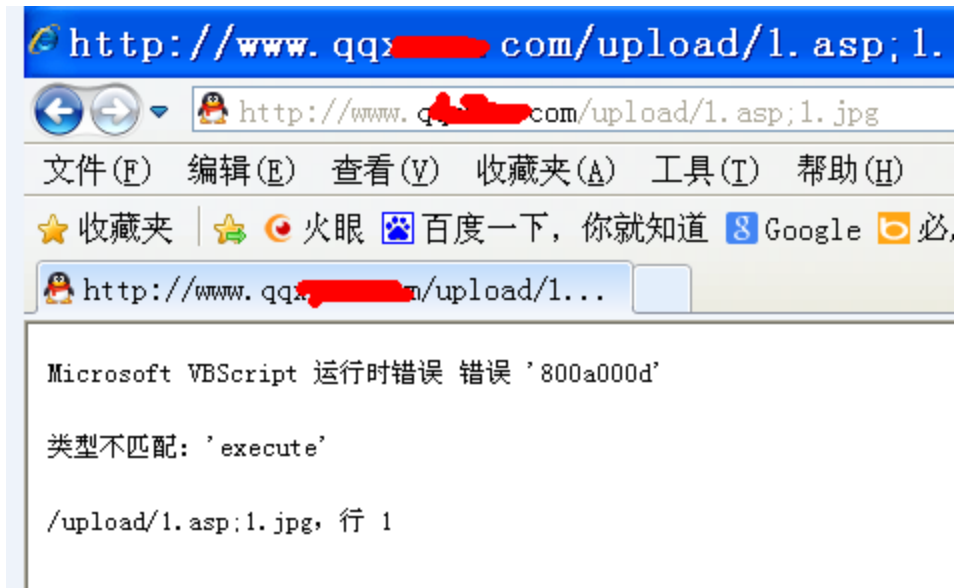 http://www.qqx com/upload/1.asp;1.
http://www.q com/upload/1.asp;1.jpg
文件(F) 编辑(E) 查看(V) 收藏夹(A) 工具(T) 帮助(H)
收藏夹 火眼 百度一下，你就知道 Google 必
http://www.qqx m/upload/1...
Microsoft VBScript 运行时错误 错误 '800a000d'
类型不匹配: 'execute'
/upload/1.asp;1.jpg，行 1